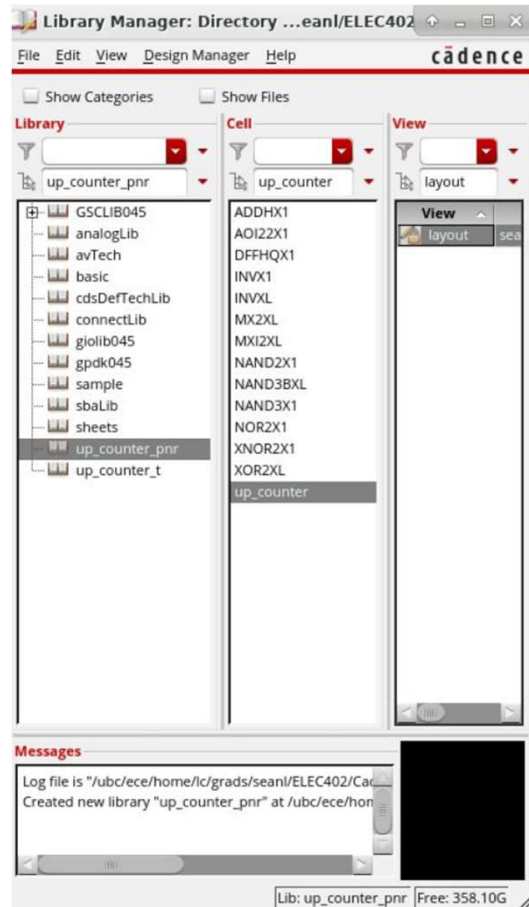 Library Manager: Directory ...eanl/ELEC402
File Edit View Design Manager Help
cādence
Show Categories Show Files
Library
up_counter_pnr
GSCLIB045
analogLib
avTech
basic
cdsDefTechLib
connectLib
giolib045
gpdk045
sample
sbaLib
sheets
up_counter_pnr
up_counter_t
Cell
up_counter
ADDHX1
AOI22X1
DFFHQX1
INVX1
INVXL
MX2XL
MXI2XL
NAND2X1
NAND3BXL
NAND3X1
NOR2X1
XNOR2X1
XOR2XL
up_counter
View
layout
View
layout sea
Messages
Log file is "/ubc/ece/home/lc/grads/seanl/ELEC402/Cad
Created new library "up_counter_pnr" at /ubc/ece/hom
Lib: up_counter_pnr Free: 358.10G